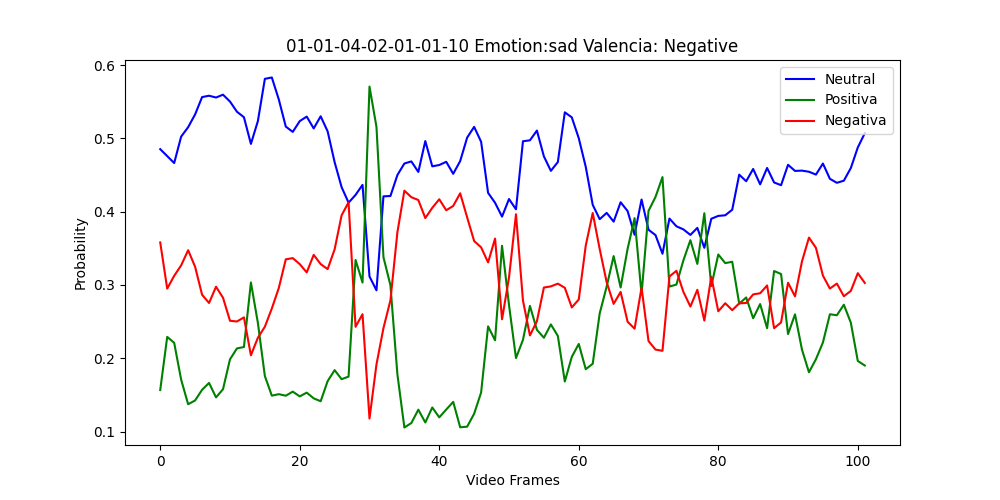 01-01-04-02-01-01-10 Emotion:sad Valencia: Negative
Neutral
Positiva
Negativa
Probability
0.6
0.5
0.4
0.3
0.2
0.1
0 20 40 60 80 100
Video Frames